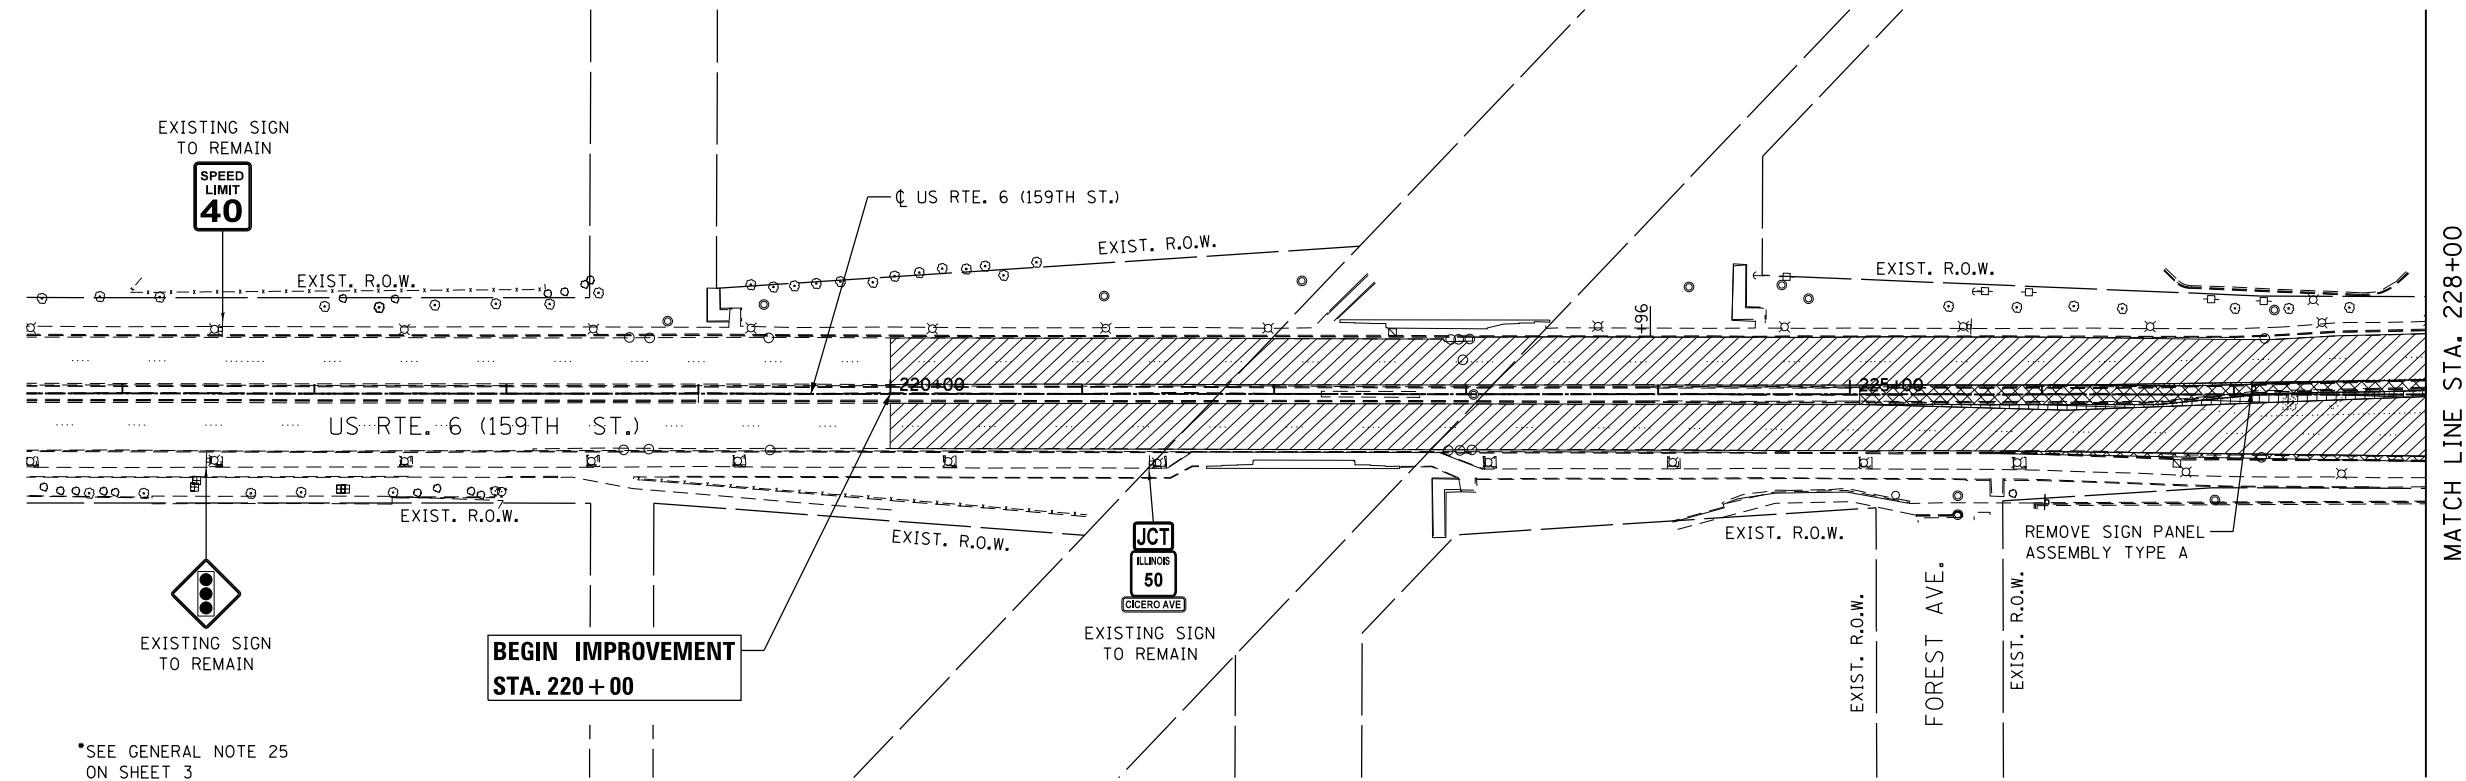 EXISTING SIGN
TO REMAIN
SPEED
LIMIT
40
℄ US RTE. 6 (159TH ST.)
EXIST. R.O.W.
EXIST. R.O.W.
EXIST. R.O.W.
+96
220+00
225+00
US RTE. 6 (159TH ST.)
MATCH LINE STA. 228+00
EXIST. R.O.W.
EXIST. R.O.W.
EXIST. R.O.W.
REMOVE SIGN PANEL
ASSEMBLY TYPE A
JCT
ILLINOIS
50
CICERO AVE
EXISTING SIGN
TO REMAIN
EXISTING SIGN
TO REMAIN
BEGIN IMPROVEMENT
STA. 220+00
EXIST. R.O.W.
FOREST AVE.
EXIST. R.O.W.
*SEE GENERAL NOTE 25
ON SHEET 3